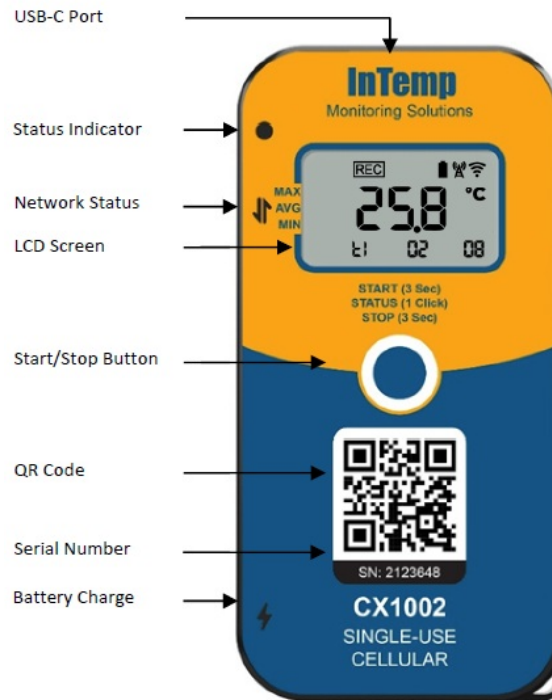 USB-C Port
InTemp
Monitoring Solutions
Status Indicator
REC
MAX
AVG
MIN
25.8 °C
Network Status
LCD Screen
t1 02 08
START (3 Sec)
STATUS (1 Click)
STOP (3 Sec)
Start/Stop Button
QR Code
Serial Number
SN: 2123648
Battery Charge
CX1002
SINGLE-USE
CELLULAR